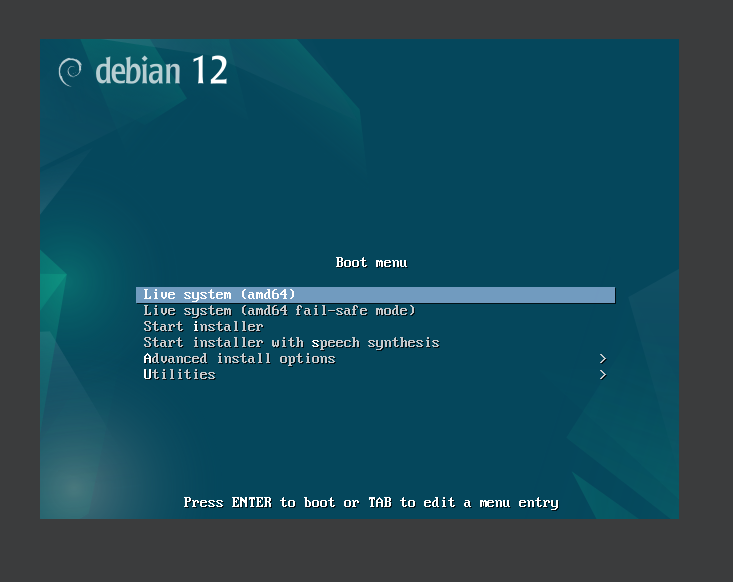 debian 12
Boot menu
Live system (amd64)
Live system (amd64 fail-safe mode)
Start installer
Start installer with speech synthesis
Advanced install options >
Utilities >
Press ENTER to boot or TAB to edit a menu entry